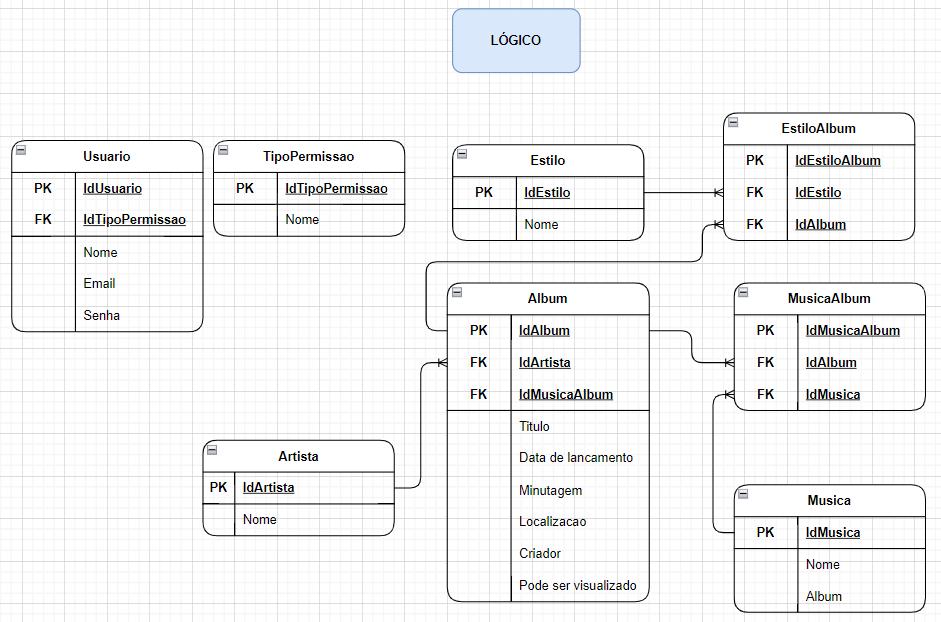 LÓGICO
Usuario
PK IdUsuario
FK IdTipoPermissao
Nome
Email
Senha
TipoPermissao
PK IdTipoPermissao
Nome
Estilo
PK IdEstilo
Nome
EstiloAlbum
PK IdEstiloAlbum
FK IdEstilo
FK IdAlbum
Album
PK IdAlbum
FK IdArtista
FK IdMusicaAlbum
Titulo
Data de lancamento
Minutagem
Localizacao
Criador
Pode ser visualizado
MusicaAlbum
PK IdMusicaAlbum
FK IdAlbum
FK IdMusica
Artista
PK IdArtista
Nome
Musica
PK IdMusica
Nome
Album